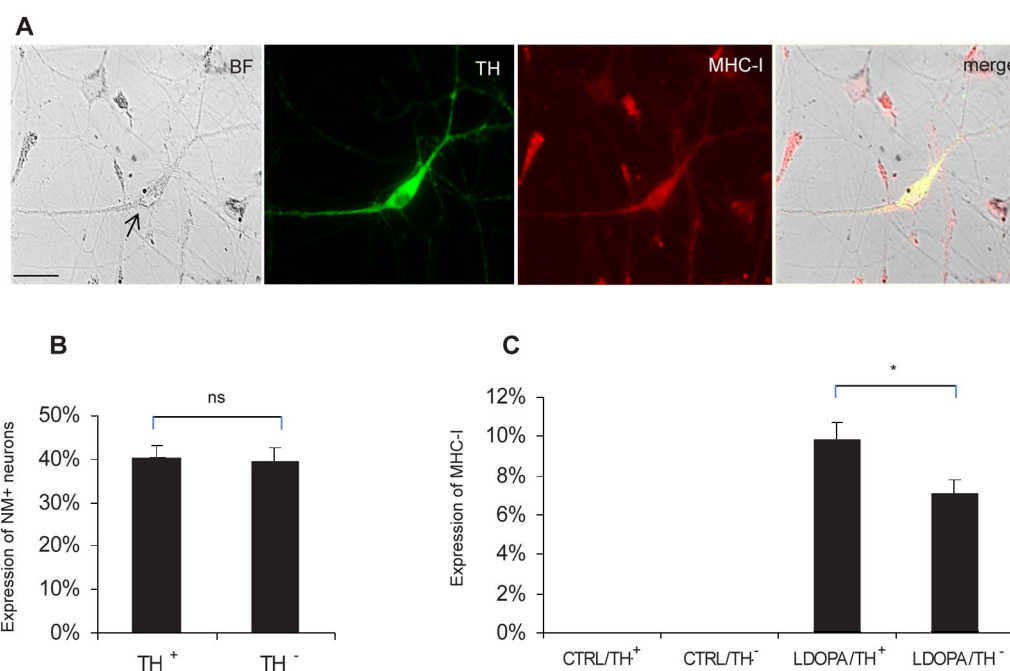 A
BF
TH
MHC-I
merge
B
Expression of NM+ neurons
50%
40%
30%
20%
10%
0%
ns
TH +
TH -
C
Expression of MHC-I
12%
10%
8%
6%
4%
2%
0%
*
CTRL/TH+
CTRL/TH-
LDOPA/TH+
LDOPA/TH -